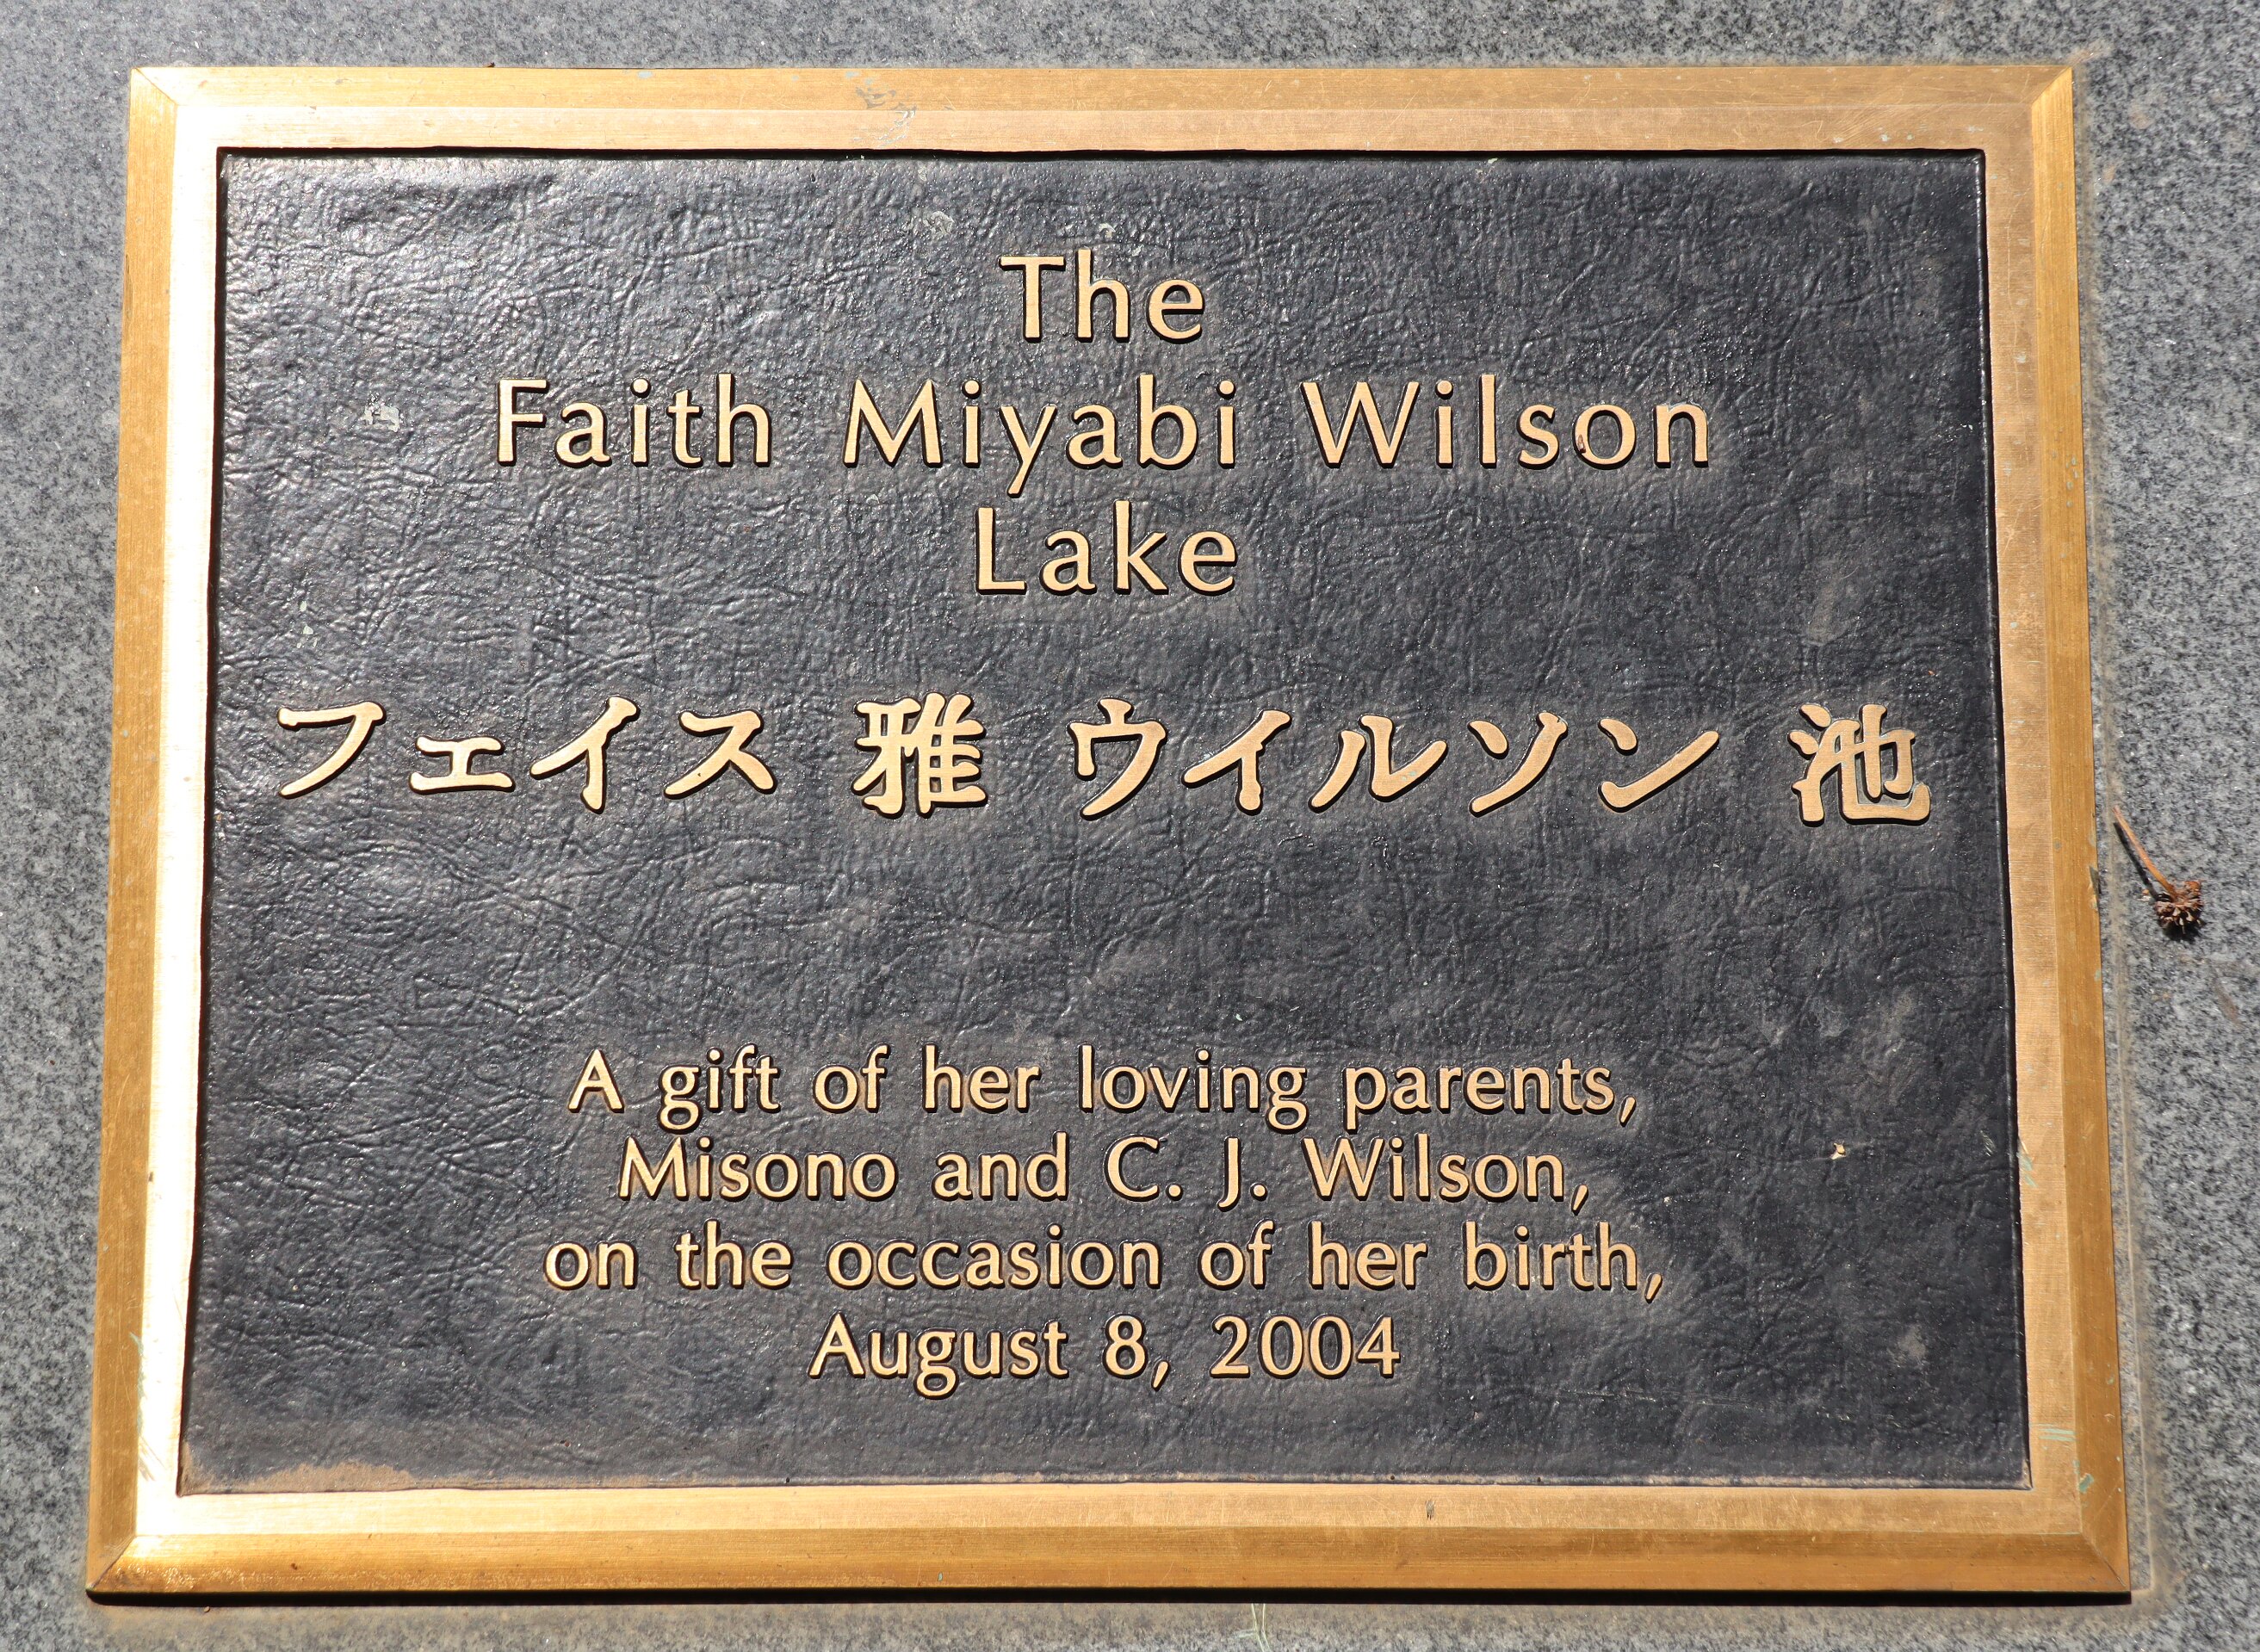 The
Faith Miyabi Wilson
Lake
フェイス 雅 ウイルソン 池
A gift of her loving parents,
Misono and C. J. Wilson,
on the occasion of her birth,
August 8, 2004